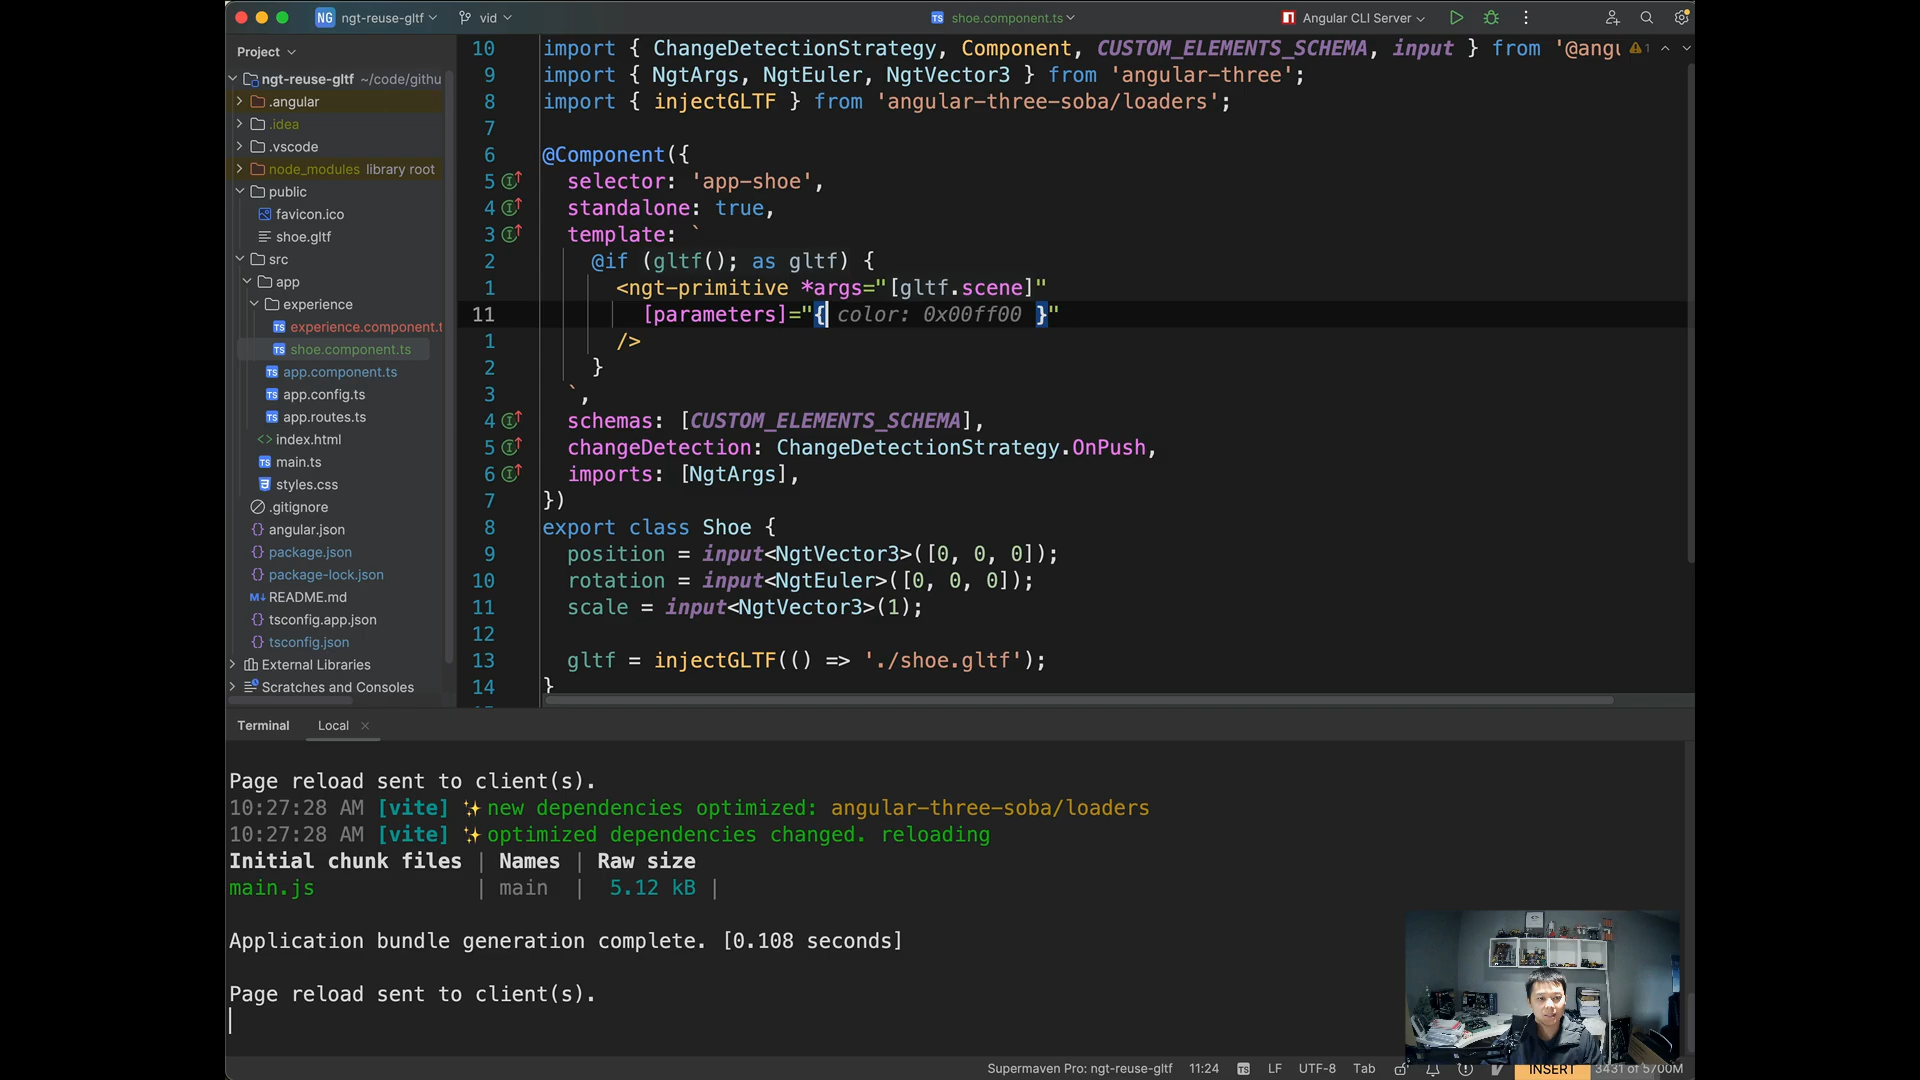 NG ngt-reuse-gltf vid shoe.component.ts Angular CLI Server
Project
ngt-reuse-gltf ~/code/githu
.angular
.idea
.vscode
node_modules library root
public
favicon.ico
shoe.gltf
src
app
experience
experience.component.t
shoe.component.ts
app.component.ts
app.config.ts
app.routes.ts
index.html
main.ts
styles.css
.gitignore
angular.json
package.json
package-lock.json
README.md
tsconfig.app.json
tsconfig.json
External Libraries
Scratches and Consoles
10 import { ChangeDetectionStrategy, Component, CUSTOM_ELEMENTS_SCHEMA, input } from '@angu 1
9 import { NgtArgs, NgtEuler, NgtVector3 } from 'angular-three';
8 import { injectGLTF } from 'angular-three-soba/loaders';
7
6 @Component({
5 selector: 'app-shoe',
4 standalone: true,
3 template: `
2 @if (gltf(); as gltf) {
1 <ngt-primitive *args="[gltf.scene]"
11 [parameters]="{ color: 0x00ff00 }"
1 />
2 }
3 `,
4 schemas: [CUSTOM_ELEMENTS_SCHEMA],
5 changeDetection: ChangeDetectionStrategy.OnPush,
6 imports: [NgtArgs],
7 })
8 export class Shoe {
9 position = input<NgtVector3>([0, 0, 0]);
10 rotation = input<NgtEuler>([0, 0, 0]);
11 scale = input<NgtVector3>(1);
12
13 gltf = injectGLTF(() => './shoe.gltf');
14 }
Terminal Local
Page reload sent to client(s).
10:27:28 AM [vite] ✨new dependencies optimized: angular-three-soba/loaders
10:27:28 AM [vite] ✨optimized dependencies changed. reloading
Initial chunk files | Names | Raw size
main.js | main | 5.12 kB |
Application bundle generation complete. [0.108 seconds]
Page reload sent to client(s).
Supermaven Pro: ngt-reuse-gltf 11:24 LF UTF-8 Tab INSERT 3431 of 5700M